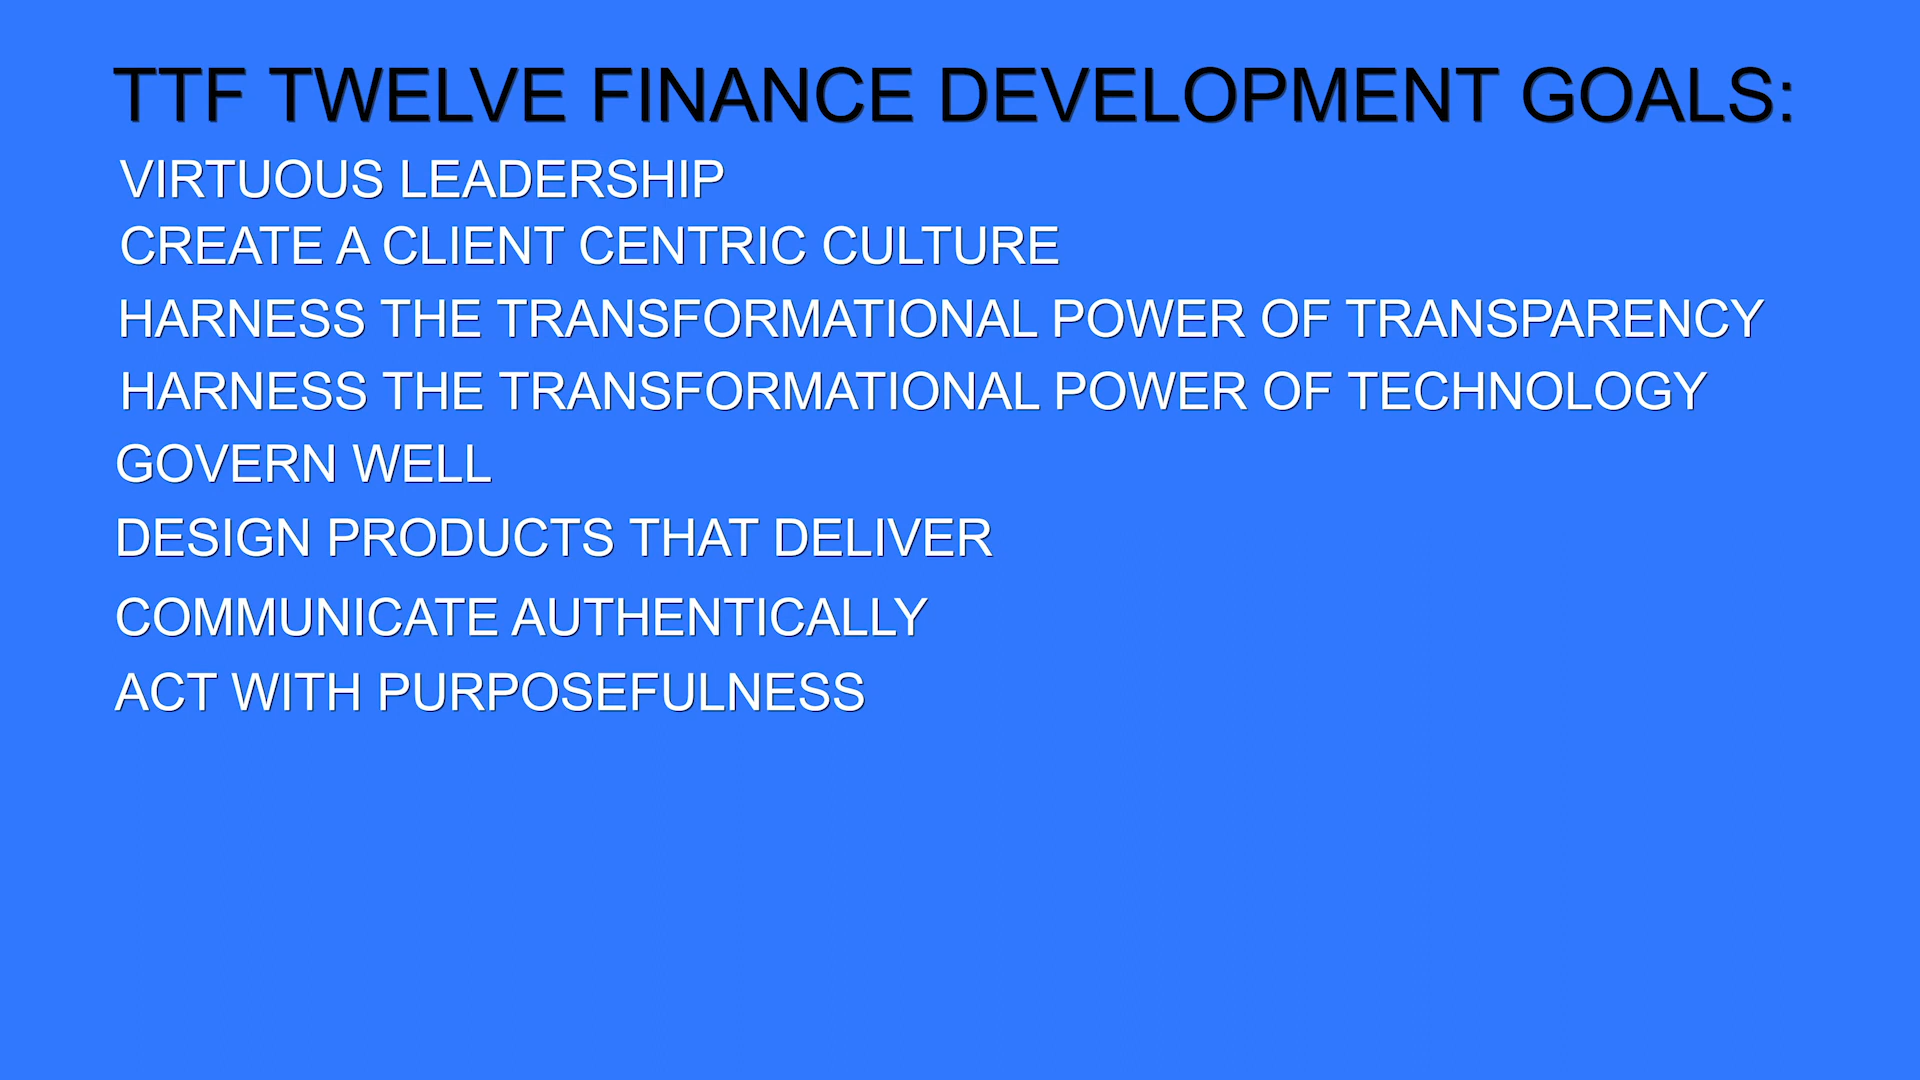 TTF TWELVE FINANCE DEVELOPMENT GOALS:
VIRTUOUS LEADERSHIP
CREATE A CLIENT CENTRIC CULTURE
HARNESS THE TRANSFORMATIONAL POWER OF TRANSPARENCY
HARNESS THE TRANSFORMATIONAL POWER OF TECHNOLOGY
GOVERN WELL
DESIGN PRODUCTS THAT DELIVER
COMMUNICATE AUTHENTICALLY
ACT WITH PURPOSEFULNESS